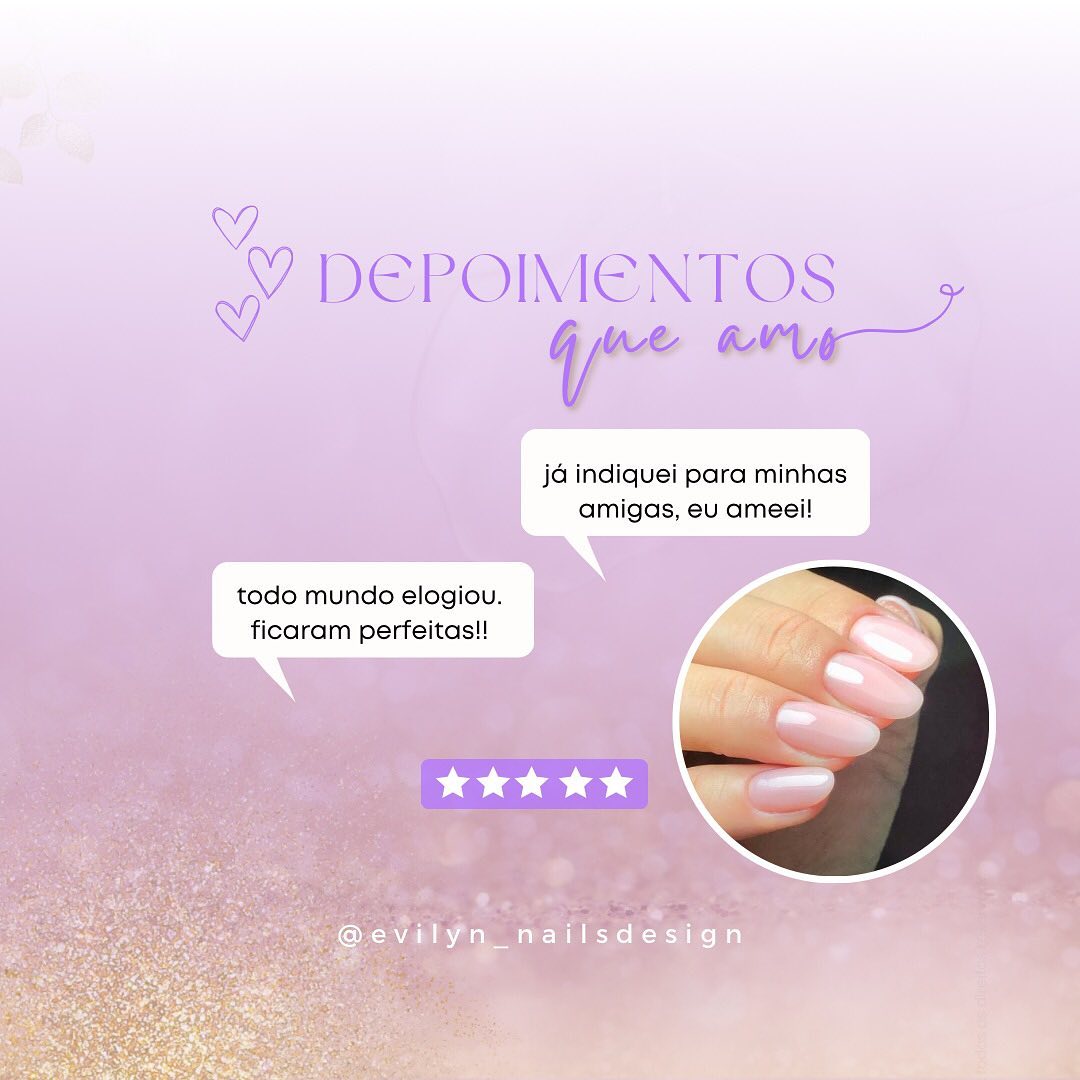 DEPOIMENTOS
que amo
já indiquei para minhas
amigas, eu ameei!
todo mundo elogiou.
ficaram perfeitas!!
@evilyn_nailsdesign